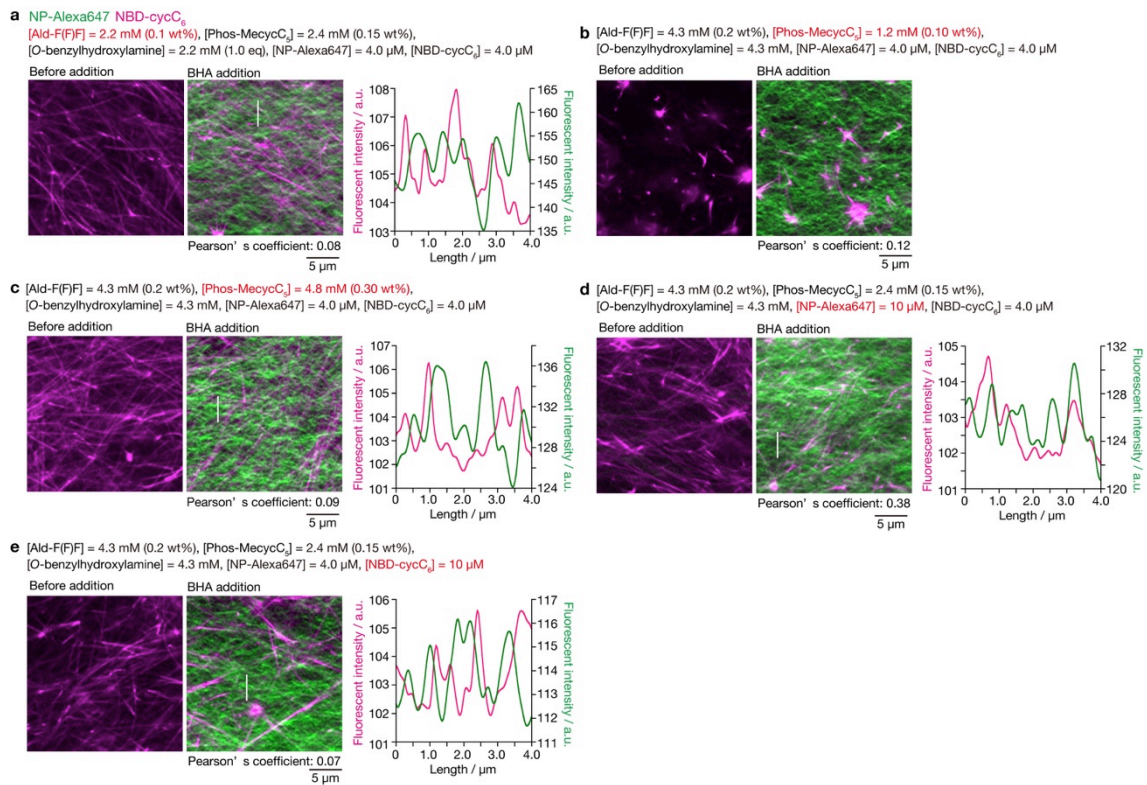 a NP-Alexa647 NBD-cycC₆
[Ald-F(F)F] = 2.2 mM (0.1 wt%), [Phos-MecycC₅] = 2.4 mM (0.15 wt%),
[O-benzylhydroxylamine] = 2.2 mM (1.0 eq), [NP-Alexa647] = 4.0 µM, [NBD-cycC₆] = 4.0 µM
Before addition
BHA addition
Fluorescent intensity / a.u.
108
107
106
105
104
103
165
160
155
150
145
140
135
Fluorescent intensity / a.u.
0 1.0 2.0 3.0 4.0
Length / µm
Pearson' s coefficient: 0.08
5 µm
b [Ald-F(F)F] = 4.3 mM (0.2 wt%), [Phos-MecycC₅] = 1.2 mM (0.10 wt%),
[O-benzylhydroxylamine] = 4.3 mM, [NP-Alexa647] = 4.0 µM, [NBD-cycC₆] = 4.0 µM
Before addition
BHA addition
Pearson' s coefficient: 0.12
5 µm
c [Ald-F(F)F] = 4.3 mM (0.2 wt%), [Phos-MecycC₅] = 4.8 mM (0.30 wt%),
[O-benzylhydroxylamine] = 4.3 mM, [NP-Alexa647] = 4.0 µM, [NBD-cycC₆] = 4.0 µM
Before addition
BHA addition
Fluorescent intensity / a.u.
107
106
105
104
103
102
101
136
132
128
124
Fluorescent intensity / a.u.
0 1.0 2.0 3.0 4.0
Length / µm
Pearson' s coefficient: 0.09
5 µm
d [Ald-F(F)F] = 4.3 mM (0.2 wt%), [Phos-MecycC₅] = 2.4 mM (0.15 wt%),
[O-benzylhydroxylamine] = 4.3 mM, [NP-Alexa647] = 10 µM, [NBD-cycC₆] = 4.0 µM
Before addition
BHA addition
Fluorescent intensity / a.u.
105
104
103
102
101
132
128
124
120
Fluorescent intensity / a.u.
0 1.0 2.0 3.0 4.0
Length / µm
Pearson' s coefficient: 0.38
5 µm
e [Ald-F(F)F] = 4.3 mM (0.2 wt%), [Phos-MecycC₅] = 2.4 mM (0.15 wt%),
[O-benzylhydroxylamine] = 4.3 mM, [NP-Alexa647] = 4.0 µM, [NBD-cycC₆] = 10 µM
Before addition
BHA addition
Fluorescent intensity / a.u.
106
105
104
103
102
101
117
116
115
114
113
112
111
Fluorescent intensity / a.u.
0 1.0 2.0 3.0 4.0
Length / µm
Pearson' s coefficient: 0.07
5 µm